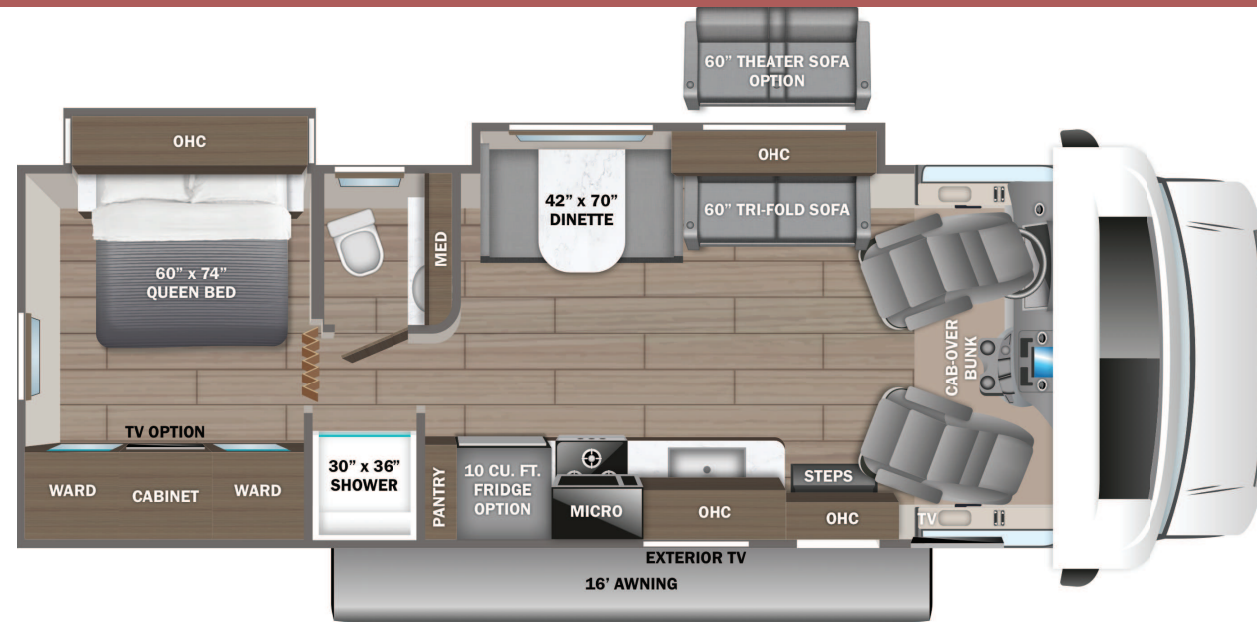 60” THEATER SOFA
OPTION
OHC
OHC
42” x 70”
DINETTE
60” TRI-FOLD SOFA
MED
60” x 74”
QUEEN BED
CAB-OVER
BUNK
TV OPTION
WARD
CABINET
WARD
30” x 36”
SHOWER
PANTRY
10 CU. FT.
FRIDGE
OPTION
MICRO
OHC
STEPS
OHC
TV
EXTERIOR TV
16’ AWNING